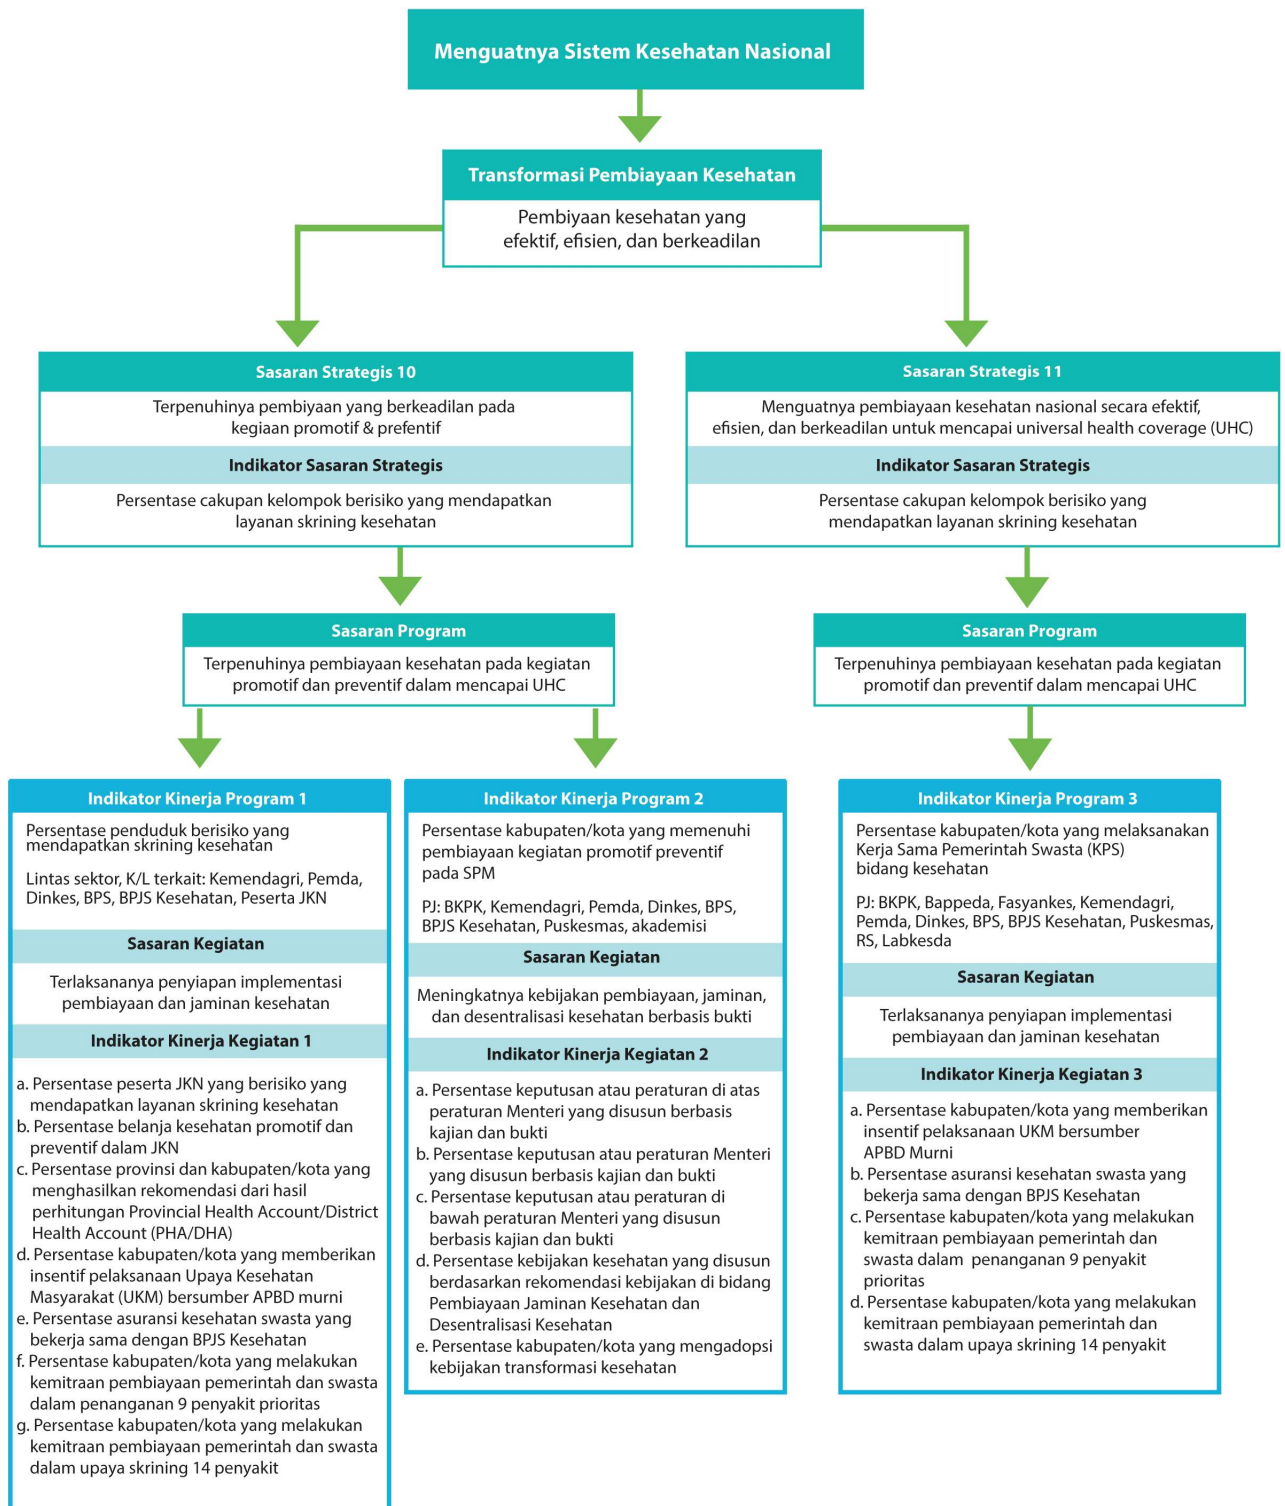 Menguatnya Sistem Kesehatan Nasional
Transformasi Pembiayaan Kesehatan
Pembiyaan kesehatan yang
efektif, efisien, dan berkeadilan
Sasaran Strategis 10
Terpenuhinya pembiyaan yang berkeadilan pada
kegiaan promotif & prefentif
Indikator Sasaran Strategis
Persentase cakupan kelompok berisiko yang mendapatkan
layanan skrining kesehatan
Sasaran Strategis 11
Menguatnya pembiayaan kesehatan nasional secara efektif,
efisien, dan berkeadilan untuk mencapai universal health coverage (UHC)
Indikator Sasaran Strategis
Persentase cakupan kelompok berisiko yang
mendapatkan layanan skrining kesehatan
Sasaran Program
Terpenuhinya pembiayaan kesehatan pada kegiatan
promotif dan preventif dalam mencapai UHC
Sasaran Program
Terpenuhinya pembiayaan kesehatan pada kegiatan
promotif dan preventif dalam mencapai UHC
Indikator Kinerja Program 1
Persentase penduduk berisiko yang
mendapatkan skrining kesehatan
Lintas sektor, K/L terkait: Kemendagri, Pemda,
Dinkes, BPS, BPJS Kesehatan, Peserta JKN
Sasaran Kegiatan
Terlaksananya penyiapan implementasi
pembiayaan dan jaminan kesehatan
Indikator Kinerja Kegiatan 1
a. Persentase peserta JKN yang berisiko yang
mendapatkan layanan skrining kesehatan
b. Persentase belanja kesehatan promotif dan
preventif dalam JKN
c. Persentase provinsi dan kabupaten/kota yang
menghasilkan rekomendasi dari hasil
perhitungan Provincial Health Account/District
Health Account (PHA/DHA)
d. Persentase kabupaten/kota yang memberikan
insentif pelaksanaan Upaya Kesehatan
Masyarakat (UKM) bersumber APBD murni
e. Persentase asuransi kesehatan swasta yang
bekerja sama dengan BPJS Kesehatan
f. Persentase kabupaten/kota yang melakukan
kemitraan pembiayaan pemerintah dan swasta
dalam penanganan 9 penyakit prioritas
g. Persentase kabupaten/kota yang melakukan
kemitraan pembiayaan pemerintah dan swasta
dalam upaya skrining 14 penyakit
Indikator Kinerja Program 2
Persentase kabupaten/kota yang memenuhi
pembiayaan kegiatan promotif preventif
pada SPM
PJ: BKPK, Kemendagri, Pemda, Dinkes, BPS,
BPJS Kesehatan, Puskesmas, akademisi
Sasaran Kegiatan
Meningkatnya kebijakan pembiayaan, jaminan,
dan desentralisasi kesehatan berbasis bukti
Indikator Kinerja Kegiatan 2
a. Persentase keputusan atau peraturan di atas
peraturan Menteri yang disusun berbasis
kajian dan bukti
b. Persentase keputusan atau peraturan Menteri
yang disusun berbasis kajian dan bukti
c. Persentase keputusan atau peraturan di
bawah peraturan Menteri yang disusun
berbasis kajian dan bukti
d. Persentase kebijakan kesehatan yang disusun
berdasarkan rekomendasi kebijakan di bidang
Pembiayaan Jaminan Kesehatan dan
Desentralisasi Kesehatan
e. Persentase kabupaten/kota yang mengadopsi
kebijakan transformasi kesehatan
Indikator Kinerja Program 3
Persentase kabupaten/kota yang melaksanakan
Kerja Sama Pemerintah Swasta (KPS)
bidang kesehatan
PJ: BKPK, Bappeda, Fasyankes, Kemendagri,
Pemda, Dinkes, BPS, BPJS Kesehatan, Puskesmas,
RS, Labkesda
Sasaran Kegiatan
Terlaksananya penyiapan implementasi
pembiayaan dan jaminan kesehatan
Indikator Kinerja Kegiatan 3
a. Persentase kabupaten/kota yang memberikan
insentif pelaksanaan UKM bersumber
APBD Murni
b. Persentase asuransi kesehatan swasta yang
bekerja sama dengan BPJS Kesehatan
c. Persentase kabupaten/kota yang melakukan
kemitraan pembiayaan pemerintah dan
swasta dalam penanganan 9 penyakit
prioritas
d. Persentase kabupaten/kota yang melakukan
kemitraan pembiayaan pemerintah dan
swasta dalam upaya skrining 14 penyakit